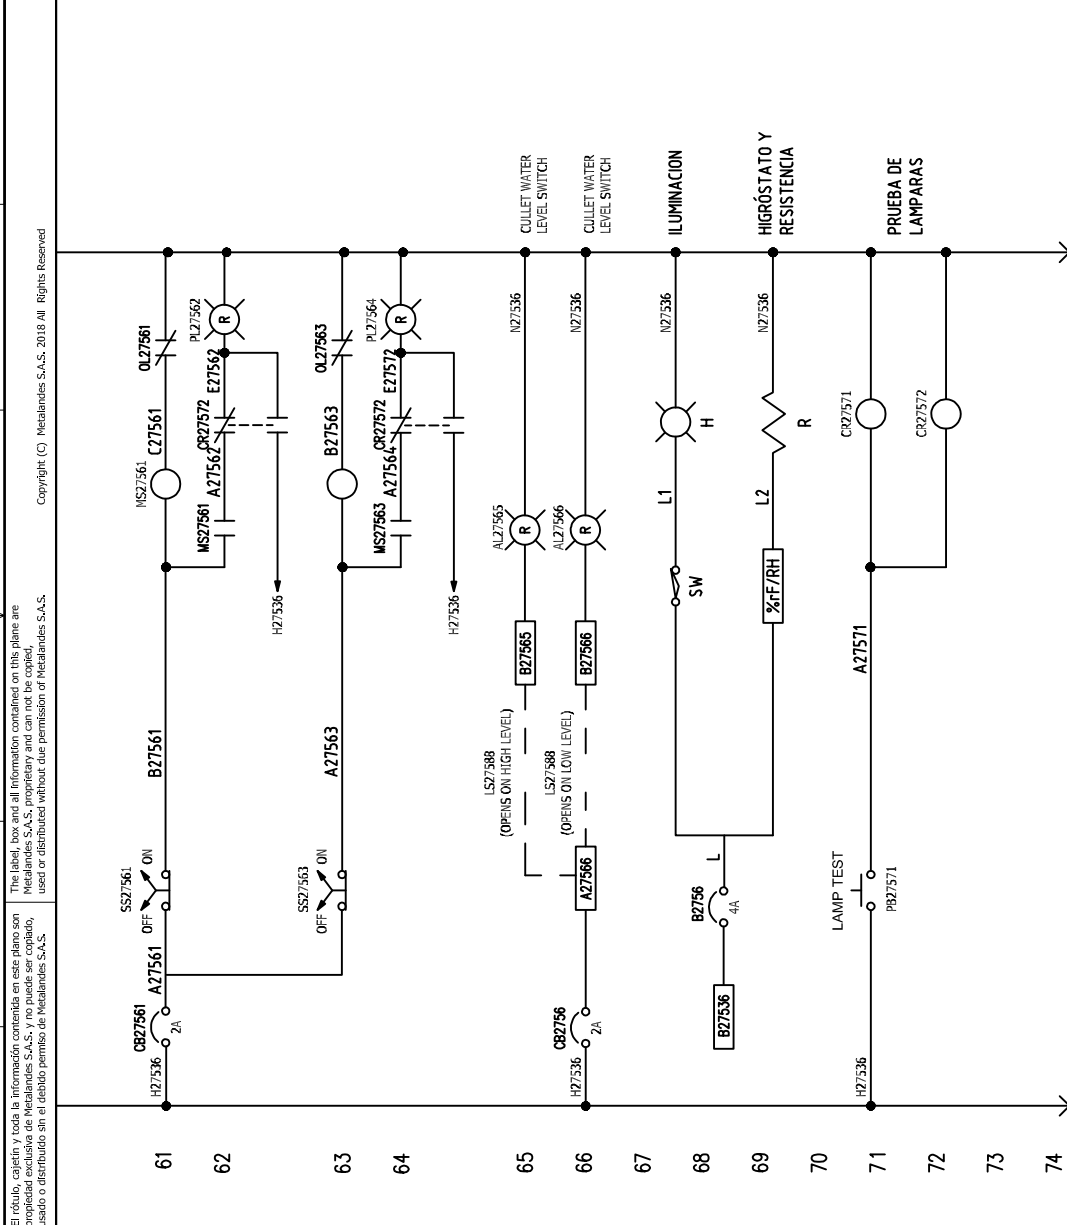 El rótulo, cajetín y toda la información contenida en este plano son
propiedad exclusiva de Metalandes S.A.S. y no puede ser copiado,
usado o distribuido sin el debido permiso de Metalandes S.A.S.
The label, box and all information contained on this plane are
Metalandes S.A.S. proprietary and can not be copied,
used or distributed without due permission of Metalandes S.A.S.
Copyright (C) Metalandes S.A.S. 2018 All Rights Reserved
61
H27536
CB27561
2A
A27561
SS27561
OFF
ON
B27561
MS27561
C27561
OL27561
62
MS27561
A27562
CR27572
E27562
PL27562
R
H27536
63
SS27563
OFF
ON
A27563
B27563
OL27563
64
MS27563
A27564
CR27572
E27572
PL27564
R
H27536
65
LS27588
(OPENS ON HIGH LEVEL)
B27565
AL27565
R
N27536
CULLET WATER
LEVEL SWITCH
66
H27536
CB2756
2A
A27566
LS27588
(OPENS ON LOW LEVEL)
B27566
AL27566
R
N27536
CULLET WATER
LEVEL SWITCH
67
68
B27536
B2756
4A
L
SW
L1
H
N27536
ILUMINACION
69
%rF/RH
L2
R
N27536
HIGRÓSTATO Y
RESISTENCIA
70
71
H27536
LAMP TEST
PB27571
A27571
CR27571
PRUEBA DE
LAMPARAS
72
CR27572
73
74